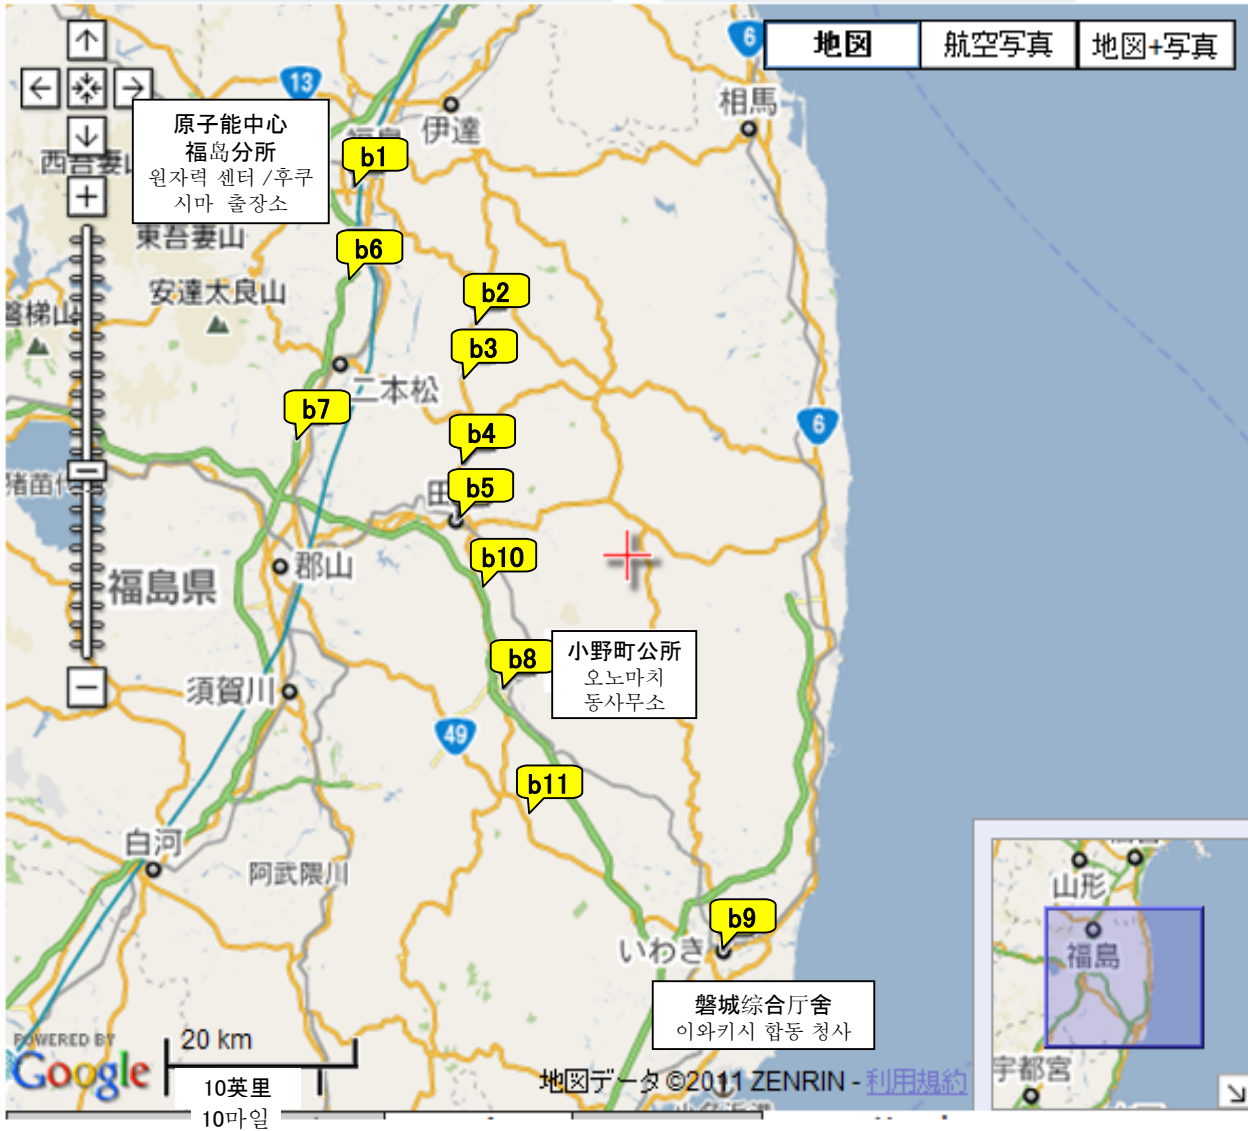 地図
航空写真
地図+写真
6
13
相馬
伊達
原子能中心
福岛分所
원자력 센터 /후쿠
시마 출장소
b1
東吾妻山
b6
安達太良山
b2
磐梯山
b3
二本松
b7
b4
6
b5
b10
郡山
福島県
b8
小野町公所
오노마치
동사무소
須賀川
49
b11
白河
阿武隈川
山形
b9
いわき
福島
磐城综合厅舍
이와키시 합동 청사
POWERED BY
Google
20 km
10英里
10마일
地図データ ©2011 ZENRIN - 利用規約
宇都宮